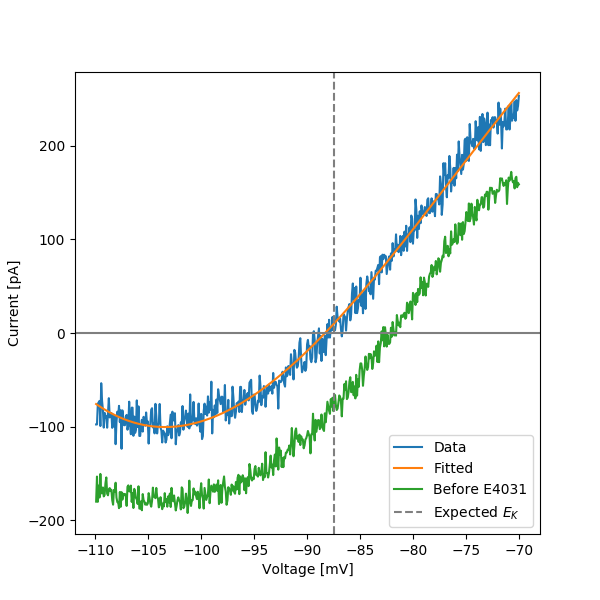 200
100
0
−100
−200
Current [pA]
−110 −105 −100 −95 −90 −85 −80 −75 −70
Voltage [mV]
Data
Fitted
Before E4031
Expected E_K